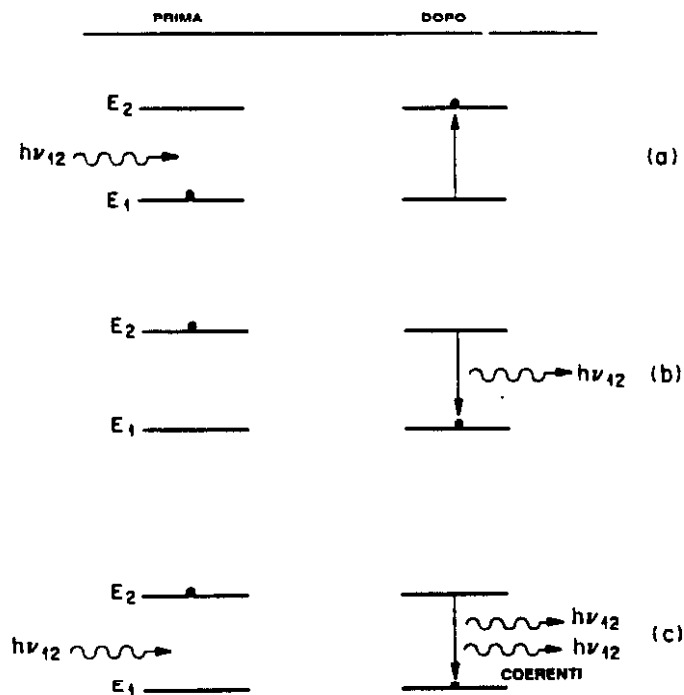 PRIMA DOPO
E2
hν12 (a)
E1
E2
hν12 (b)
E1
E2
hν12
hν12 hν12 (c)
COERENTI
E1